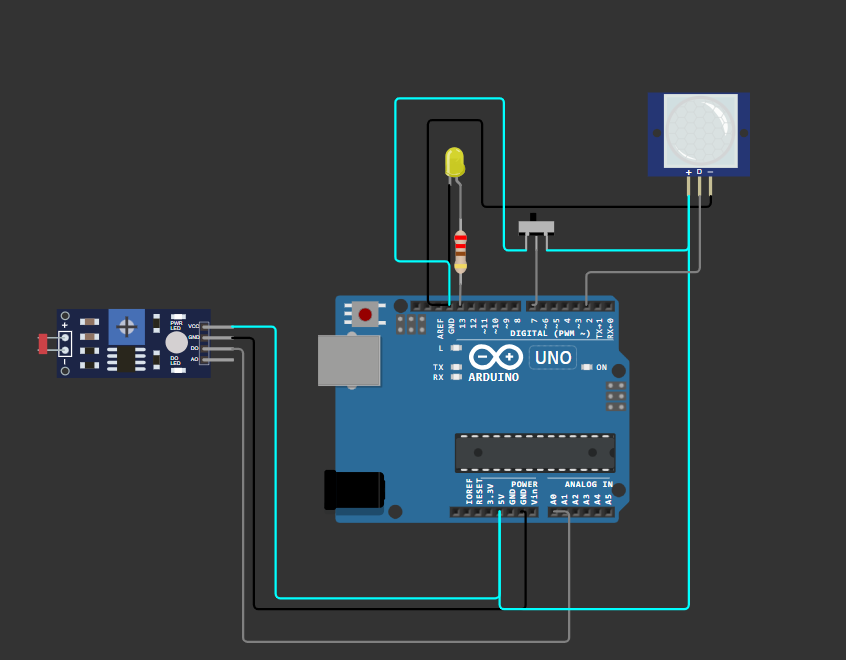 + D −
+
−
PWR
LED
DO
LED
VCC
GND
DO
AO
AREF
GND
13
12
~11
~10
~9
8
7
~6
~5
4
~3
2
TX→1
RX←0
DIGITAL (PWM ~)
L
TX
RX
ARDUINO
UNO
ON
IOREF
RESET
3.3V
5V
GND
GND
Vin
POWER
ANALOG IN
A0
A1
A2
A3
A4
A5